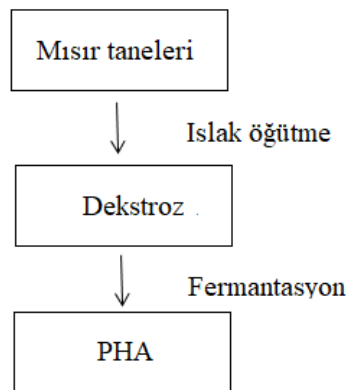 Mısır taneleri
Islak öğütme
Dekstroz
Fermantasyon
PHA